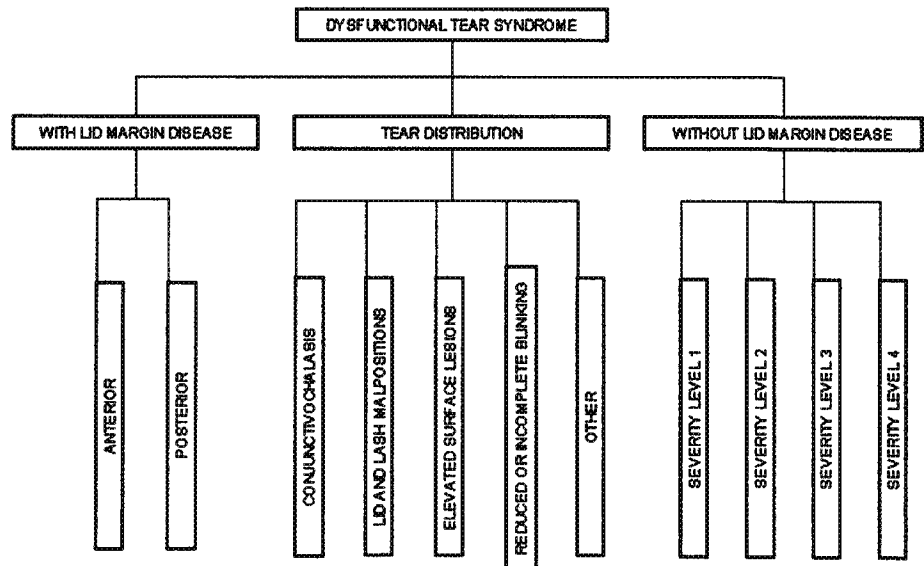 DYSFUNCTIONAL TEAR SYNDROME
WITH LID MARGIN DISEASE
TEAR DISTRIBUTION
WITHOUT LID MARGIN DISEASE
ANTERIOR
POSTERIOR
CONJUNCTIVOCHALASIS
LID AND LASH MALPOSITIONS
ELEVATED SURFACE LESIONS
REDUCED OR INCOMPLETE BLINKING
OTHER
SEVERITY LEVEL 1
SEVERITY LEVEL 2
SEVERITY LEVEL 3
SEVERITY LEVEL 4